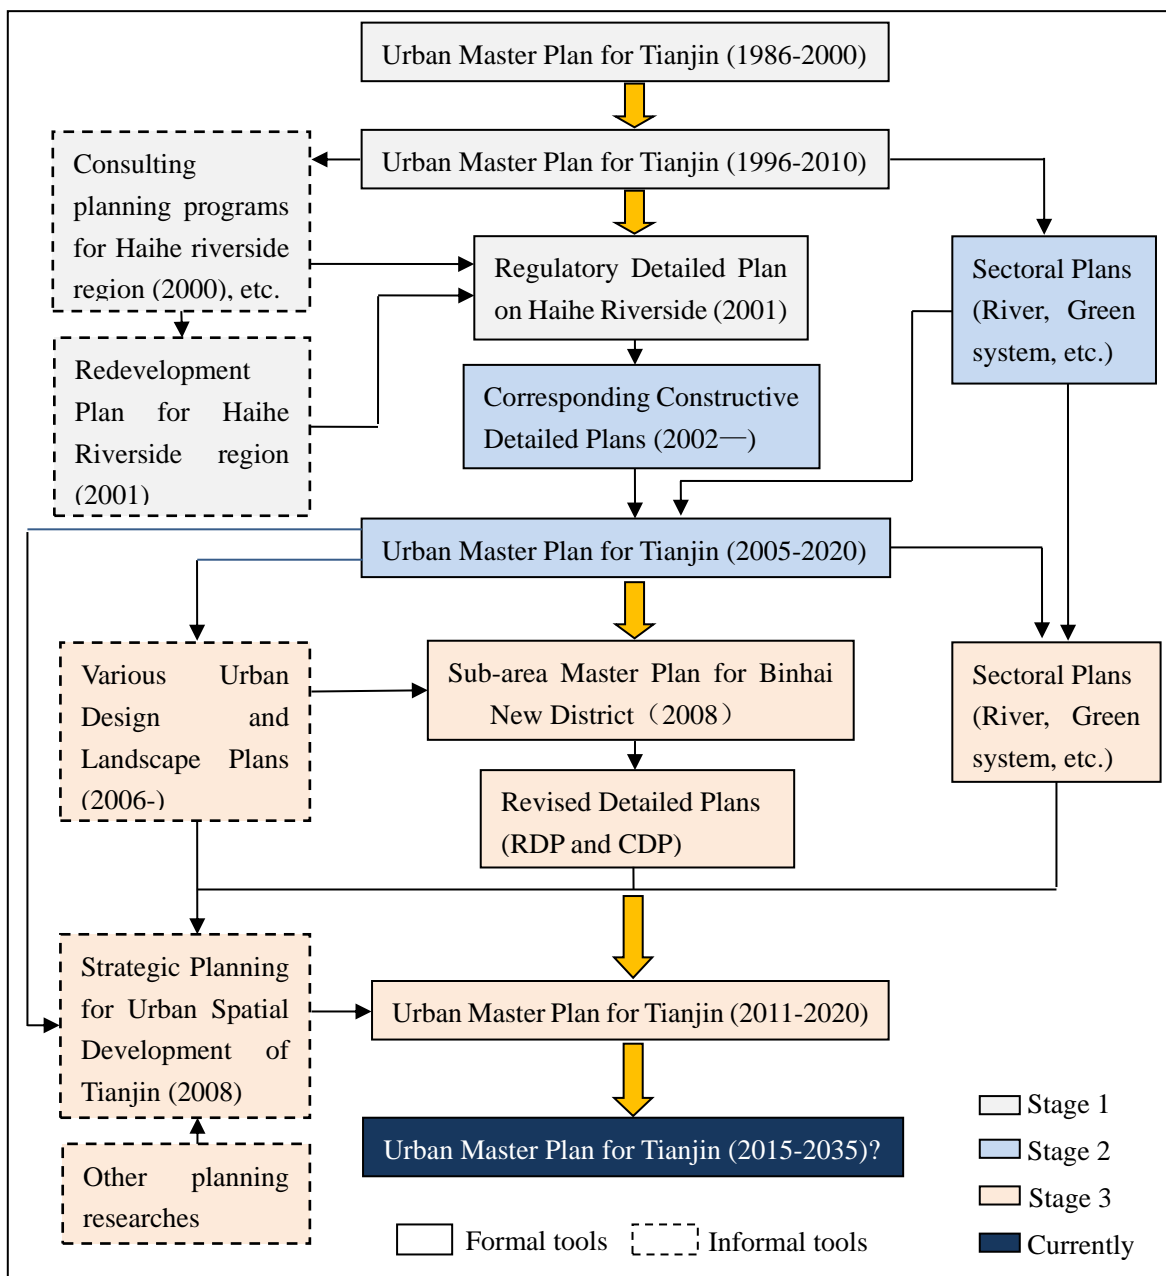 Urban Master Plan for Tianjin (1986-2000)
Urban Master Plan for Tianjin (1996-2010)
Consulting
planning programs
for Haihe riverside
region (2000), etc.
Regulatory Detailed Plan
on Haihe Riverside (2001)
Sectoral Plans
(River, Green
system, etc.)
Redevelopment
Plan for Haihe
Riverside region
(2001)
Corresponding Constructive
Detailed Plans (2002—)
Urban Master Plan for Tianjin (2005-2020)
Various Urban
Design and
Landscape Plans
(2006-)
Sub-area Master Plan for Binhai
New District（2008）
Sectoral Plans
(River, Green
system, etc.)
Revised Detailed Plans
(RDP and CDP)
Strategic Planning
for Urban Spatial
Development of
Tianjin (2008)
Urban Master Plan for Tianjin (2011-2020)
Urban Master Plan for Tianjin (2015-2035)?
Other planning
researches
Formal tools
Informal tools
Stage 1
Stage 2
Stage 3
Currently